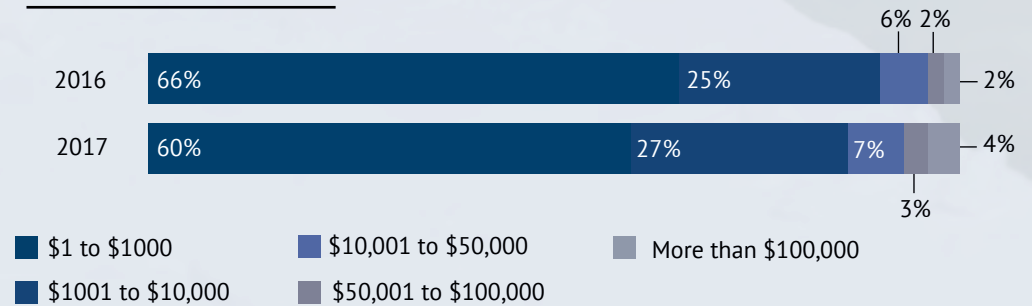 6% 2%
2016 66% 25% 2%
2017 60% 27% 7% 4%
3%
$1 to $1000 $10,001 to $50,000 More than $100,000
$1001 to $10,000 $50,001 to $100,000